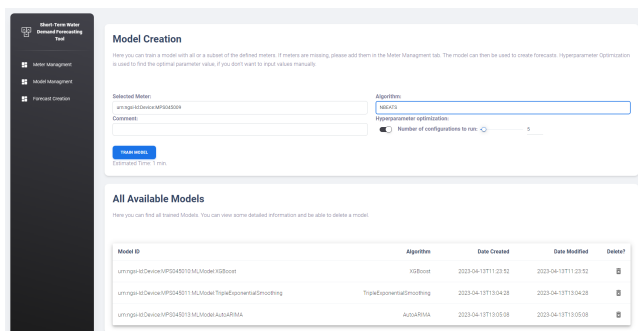 Short-Term Water
Demand Forecasting
Tool
Meter Managment
Model Managment
Forecast Creation
Model Creation
Here you can train a model with all or a subset of the defined meters. If meters are missing, please add them in the Meter Managment tab. The model can then be used to create forecasts. Hyperparameter Optimization
is used to find the optimal parameter value, if you don't want to input values manually.
Selected Meter:
Algorithm:
urn:ngsi-ld:Device:MPS045009
NBEATS
Comment:
Hyperparameter optimization:
Number of configurations to run:
5
TRAIN MODEL
Estimated Time: 1 min.
All Available Models
Here you can find all trained Models. You can view some detailed information and be able to delete a model.
Model ID Algorithm Date Created Date Modified Delete?
urn:ngsi-ld:Device:MPS045010:MLModel:XGBoost XGBoost 2023-04-13T11:23:52 2023-04-13T11:23:52
urn:ngsi-ld:Device:MPS045011:MLModel:TripleExponentialSmoothing TripleExponentialSmoothing 2023-04-13T13:04:28 2023-04-13T13:04:28
urn:ngsi-ld:Device:MPS045013:MLModel:AutoARIMA AutoARIMA 2023-04-13T13:05:08 2023-04-13T13:05:08